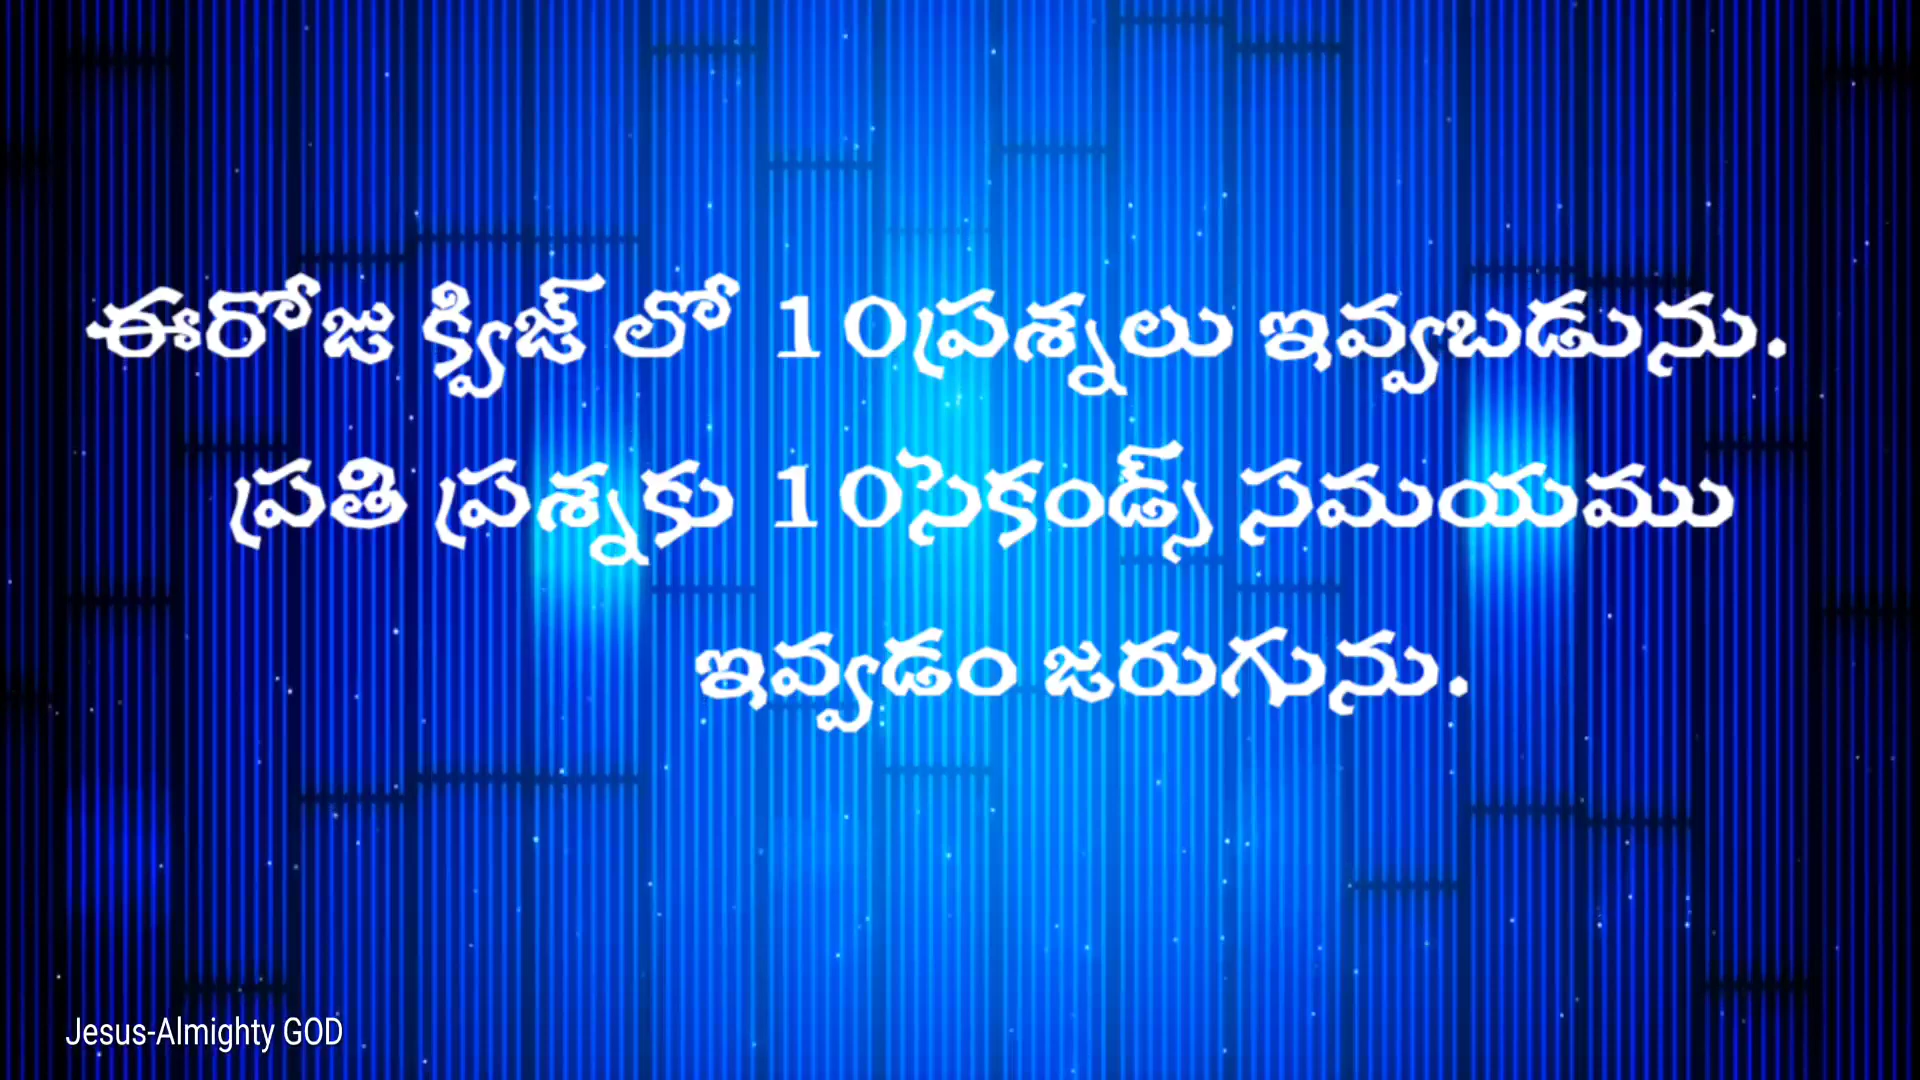 ఈరోజు క్విజ్ లో 10ప్రశ్నలు ఇవ్వబడును.
ప్రతి ప్రశ్నకు 10సెకండ్స్ సమయము
ఇవ్వడం జరుగును.
Jesus-Almighty GOD